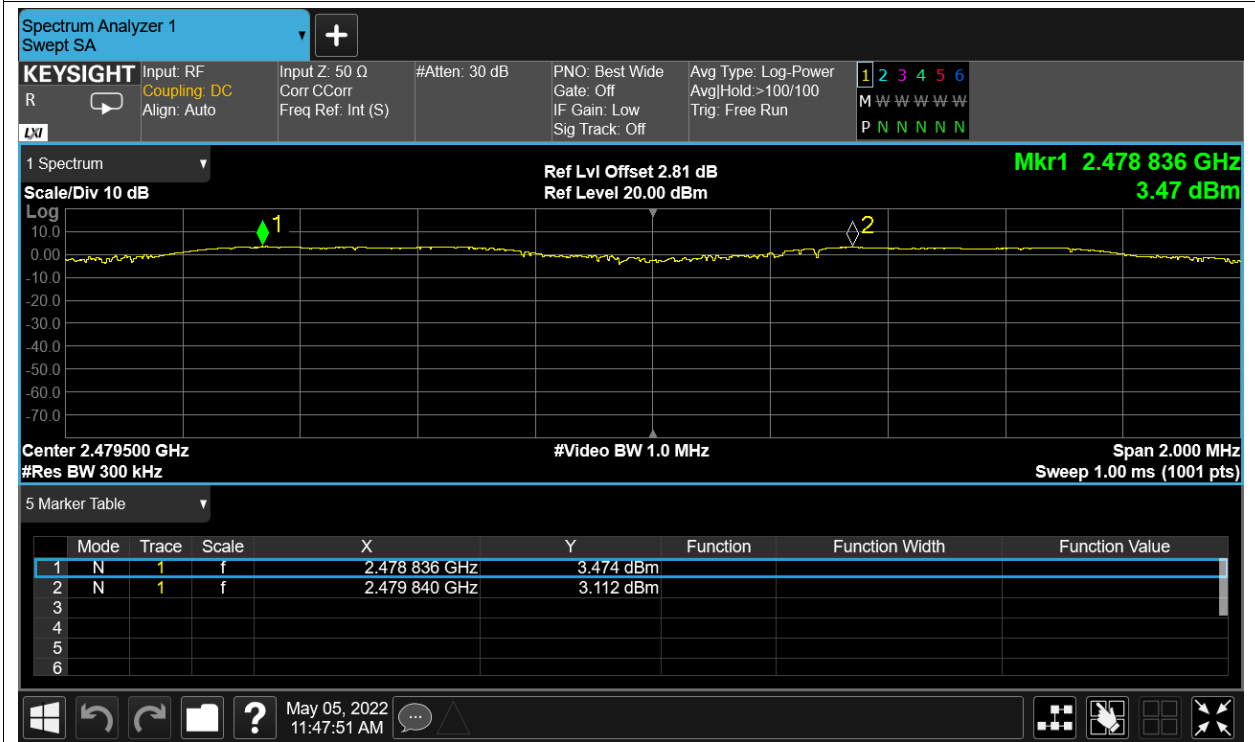 Spectrum Analyzer 1
Swept SA
+
KEYSIGHT
R
LXI
Input: RF
Coupling: DC
Align: Auto
Input Z: 50 Ω
Corr CCorr
Freq Ref: Int (S)
#Atten: 30 dB
PNO: Best Wide
Gate: Off
IF Gain: Low
Sig Track: Off
Avg Type: Log-Power
Avg|Hold:>100/100
Trig: Free Run
1 2 3 4 5 6
M W W W W W
P N N N N N
1 Spectrum
Scale/Div 10 dB
Ref Lvl Offset 2.81 dB
Ref Level 20.00 dBm
Mkr1 2.478 836 GHz
3.47 dBm
Log
10.0
0.00
-10.0
-20.0
-30.0
-40.0
-50.0
-60.0
-70.0
1
2
Center 2.479500 GHz
#Res BW 300 kHz
#Video BW 1.0 MHz
Span 2.000 MHz
Sweep 1.00 ms (1001 pts)
5 Marker Table
Mode Trace Scale X Y Function Function Width Function Value
1 N 1 f 2.478 836 GHz 3.474 dBm
2 N 1 f 2.479 840 GHz 3.112 dBm
3
4
5
6
?
May 05, 2022
11:47:51 AM